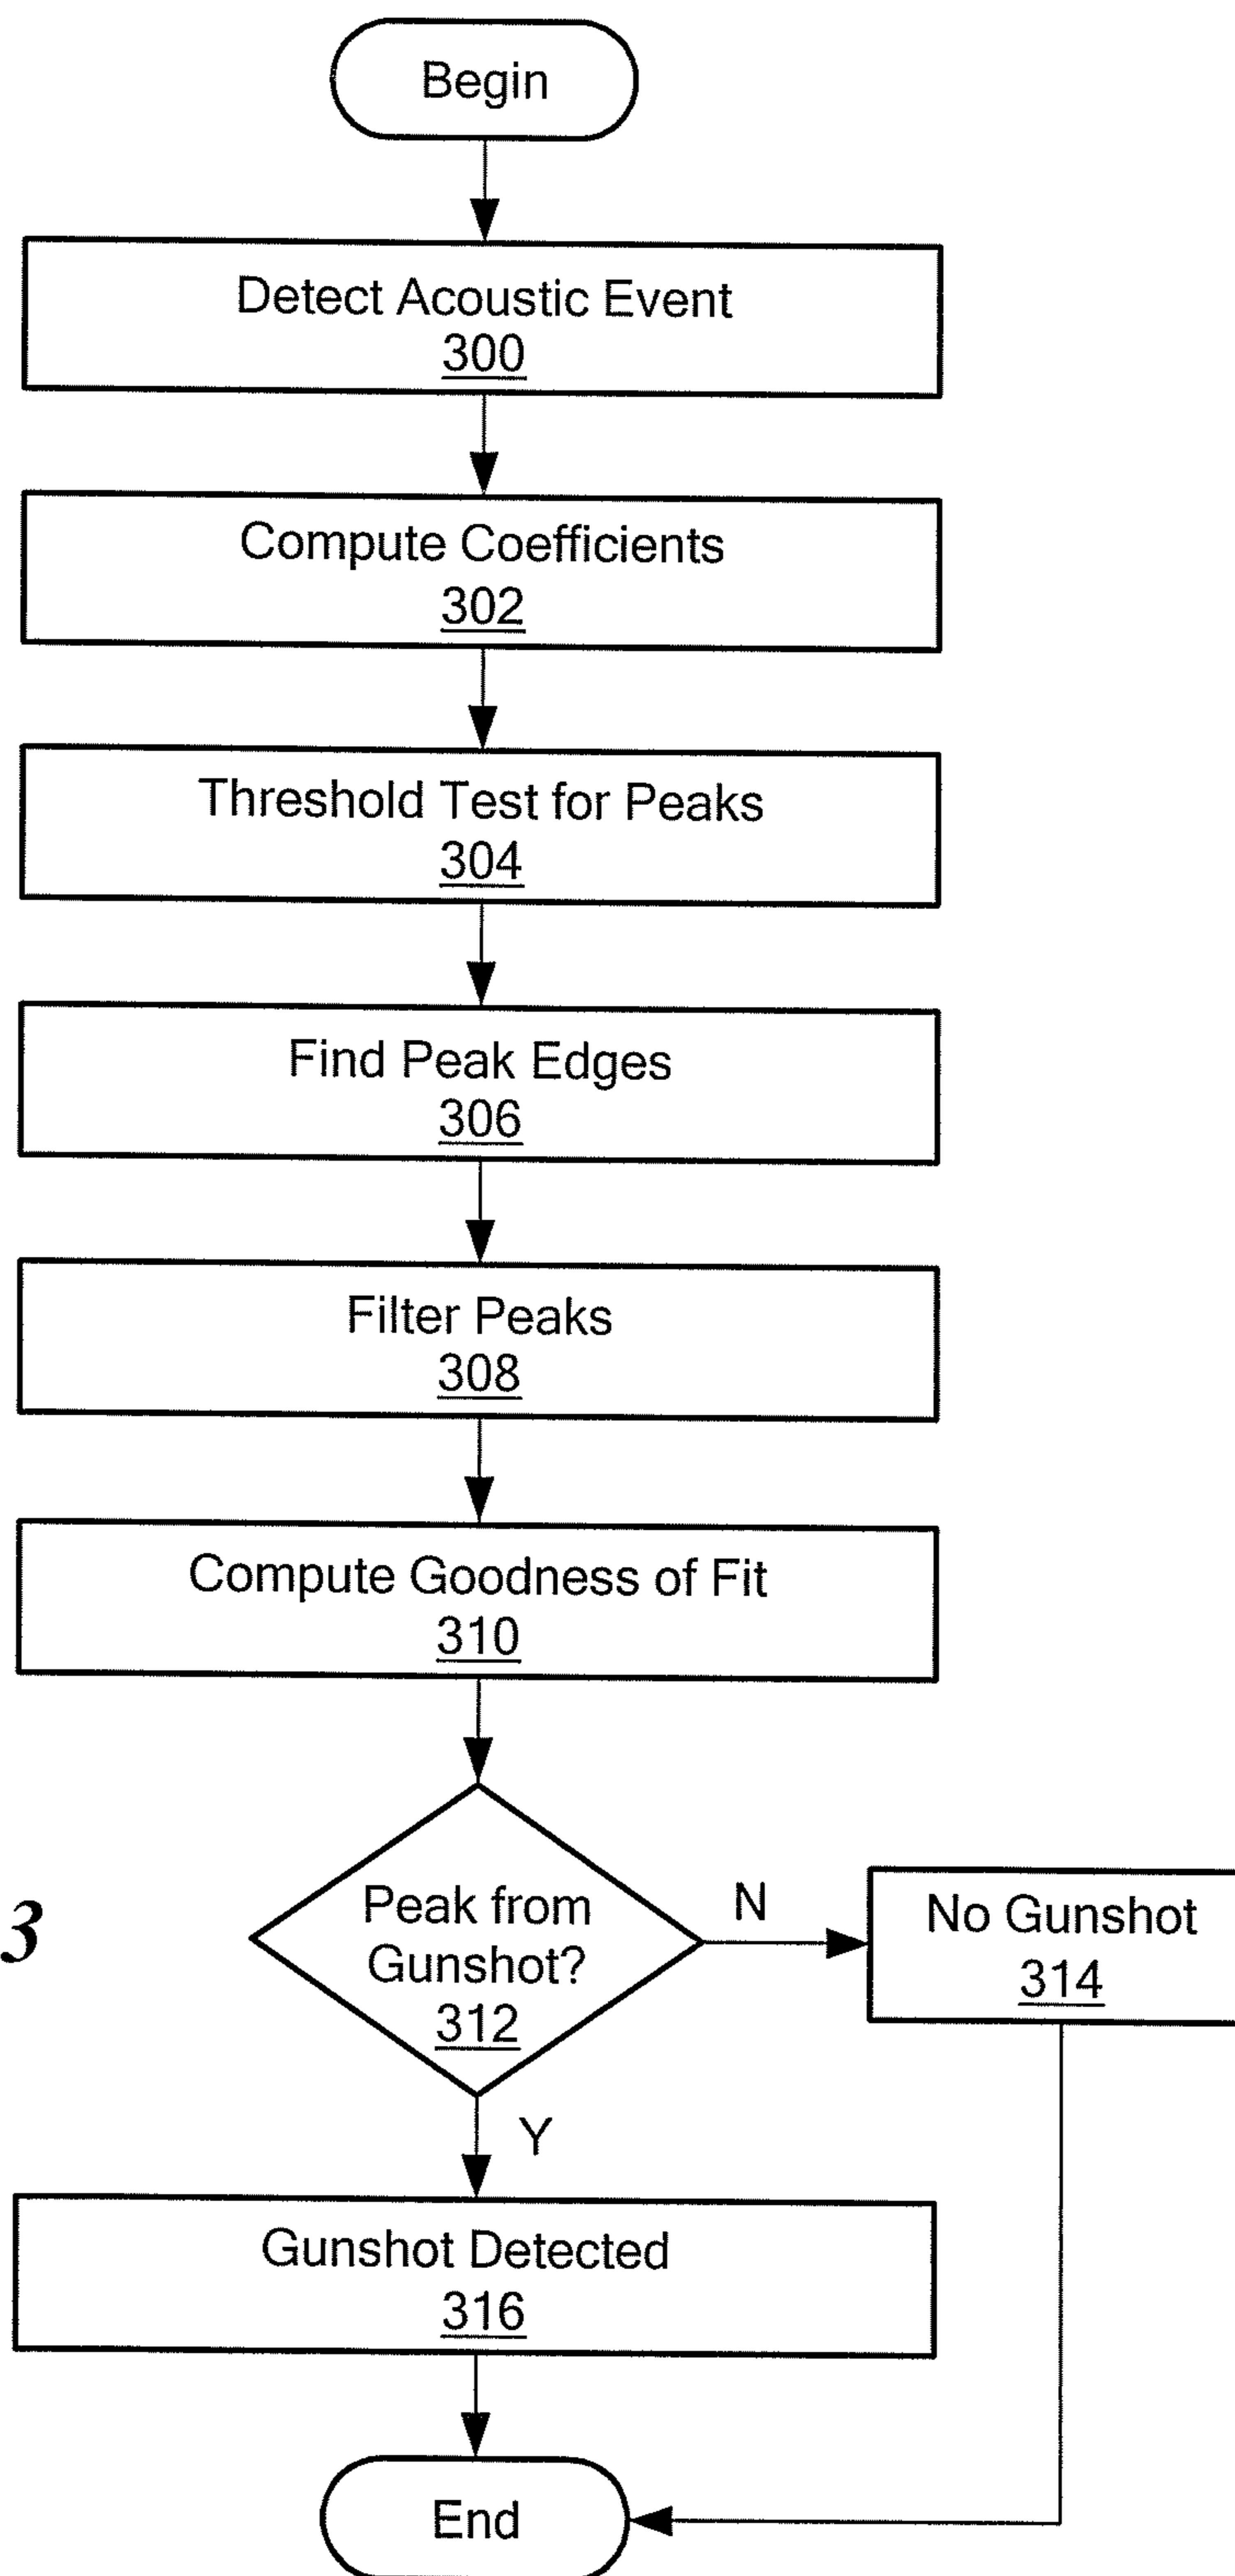 Begin
Detect Acoustic Event
300
Compute Coefficients
302
Threshold Test for Peaks
304
Find Peak Edges
306
Filter Peaks
308
Compute Goodness of Fit
310
3
Peak from
Gunshot?
312
N
No Gunshot
314
Y
Gunshot Detected
316
End